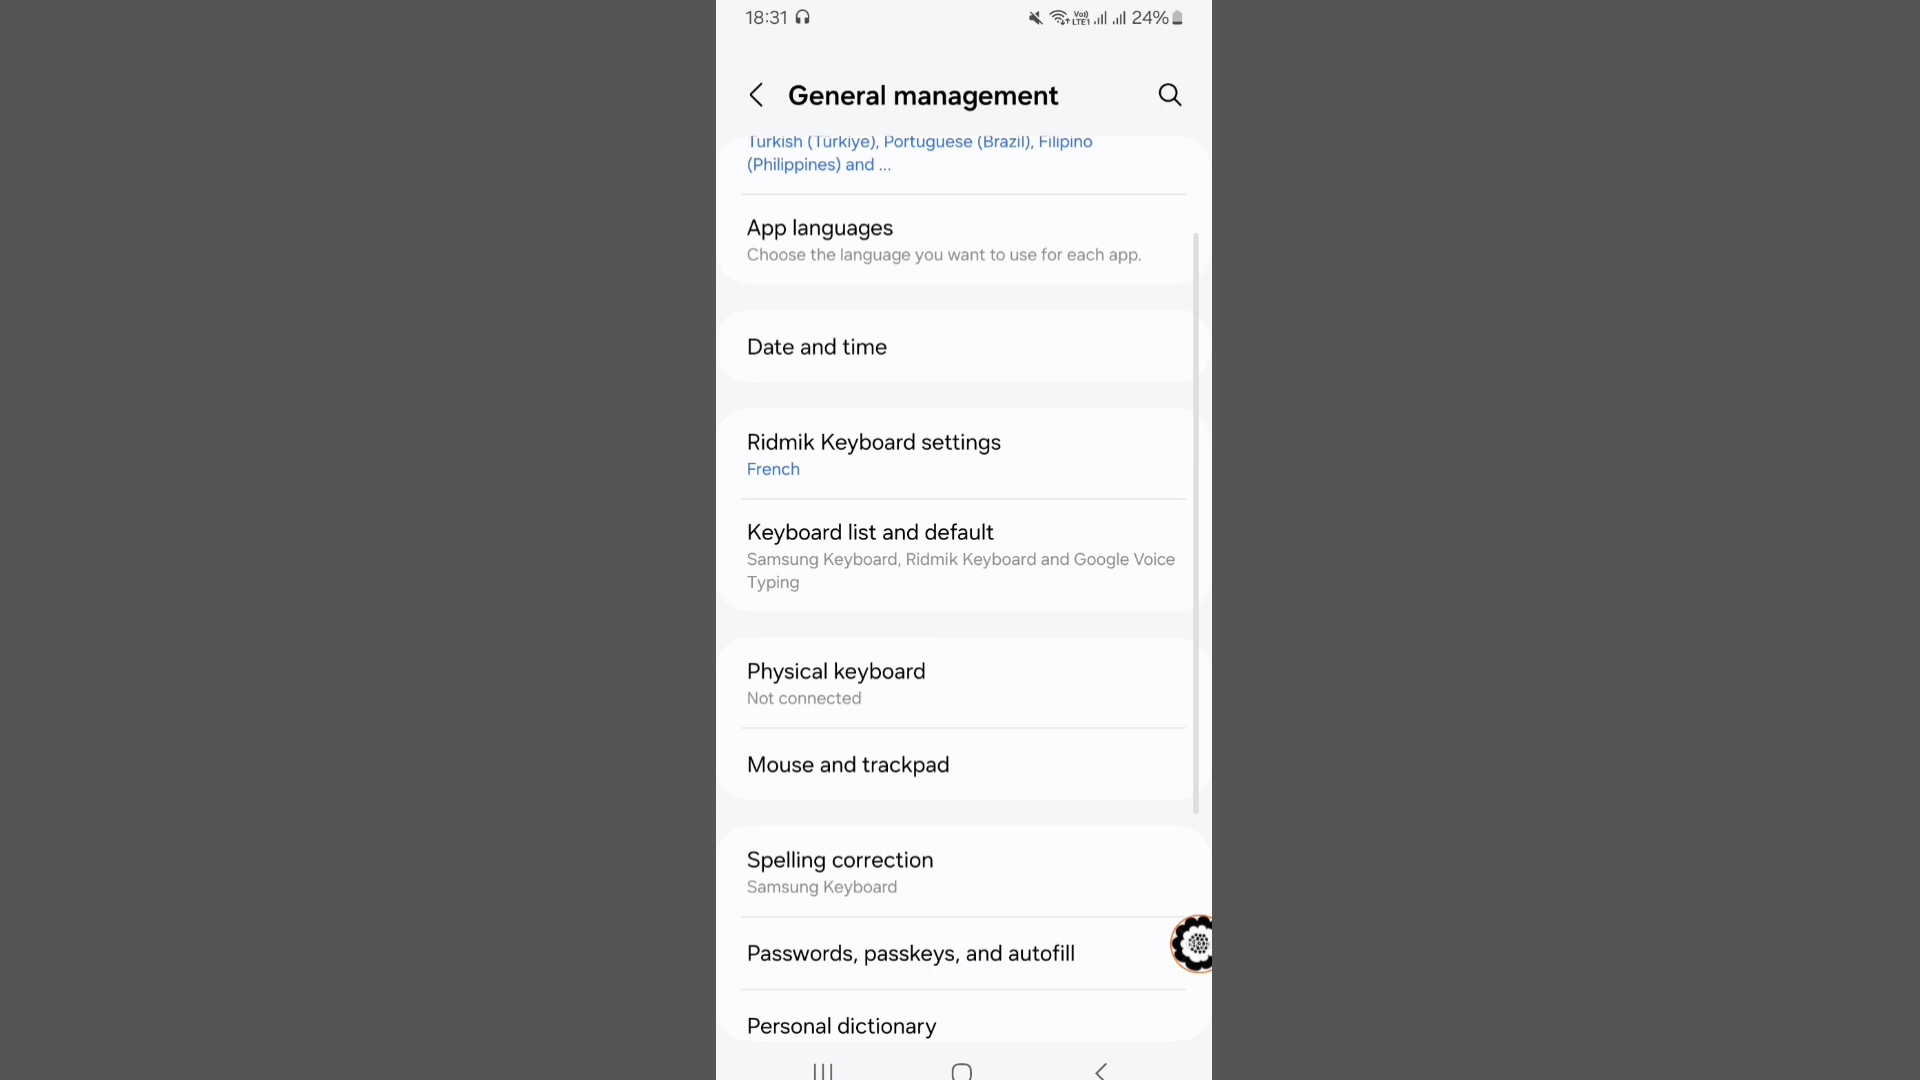 18:31
Vo)) LTE1 24%
General management
Turkish (Türkiye), Portuguese (Brazil), Filipino
(Philippines) and ...
App languages
Choose the language you want to use for each app.
Date and time
Ridmik Keyboard settings
French
Keyboard list and default
Samsung Keyboard, Ridmik Keyboard and Google Voice
Typing
Physical keyboard
Not connected
Mouse and trackpad
Spelling correction
Samsung Keyboard
Passwords, passkeys, and autofill
Personal dictionary